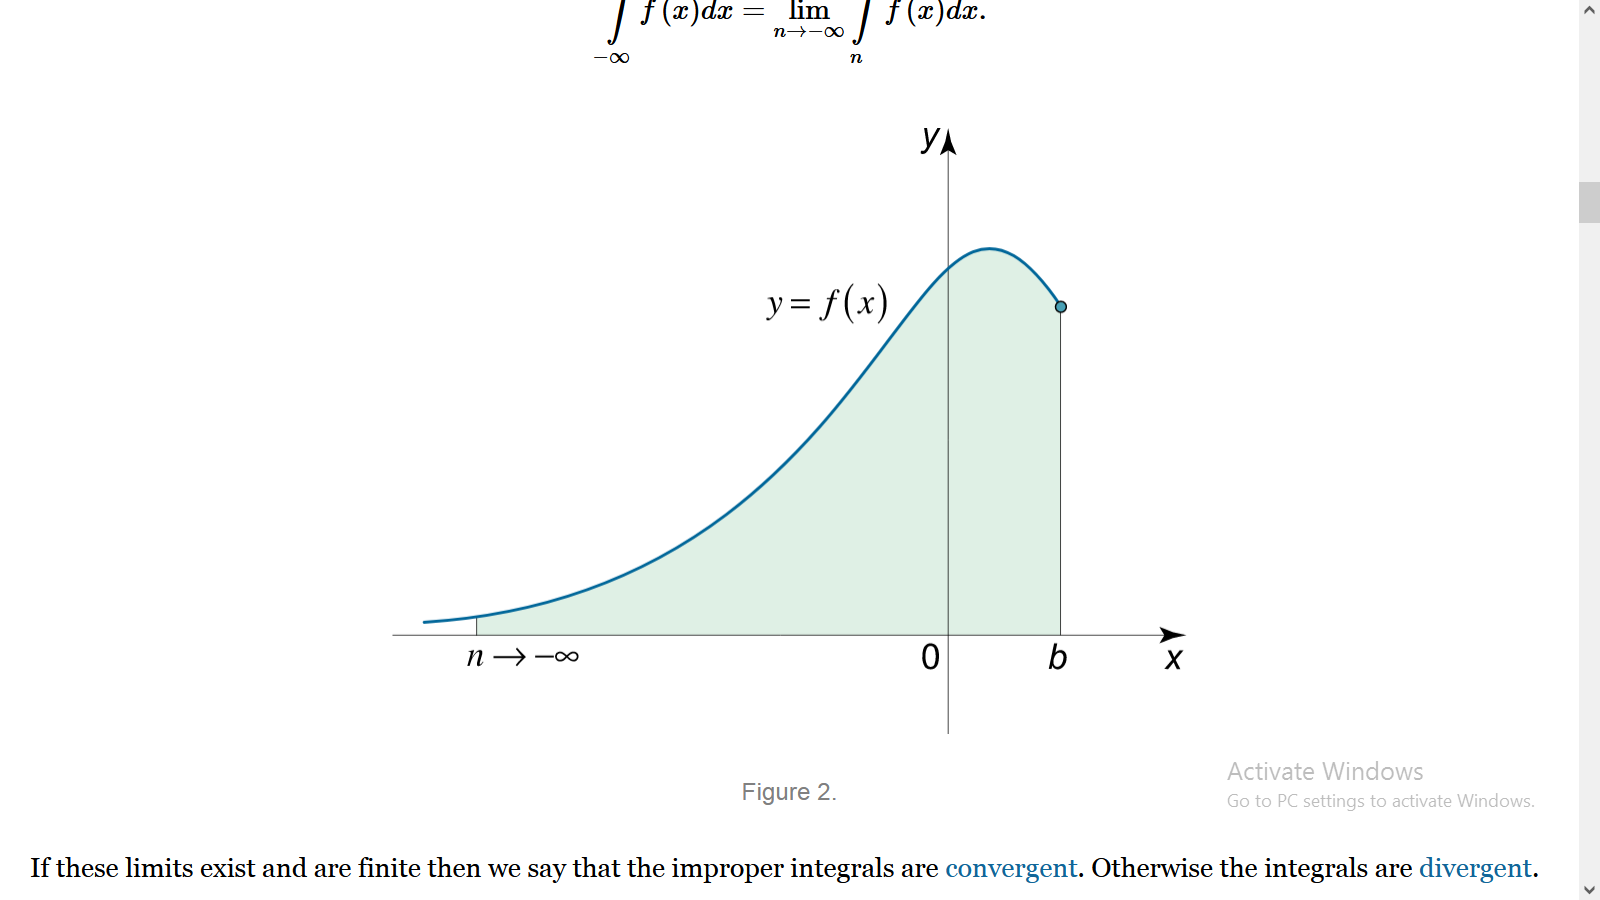 ∫ f (x)dx = lim ∫ f (x)dx.
n→−∞
−∞ n
y
y = f(x)
n → −∞ 0 b x
Activate Windows
Figure 2.
Go to PC settings to activate Windows.
If these limits exist and are finite then we say that the improper integrals are convergent. Otherwise the integrals are divergent.